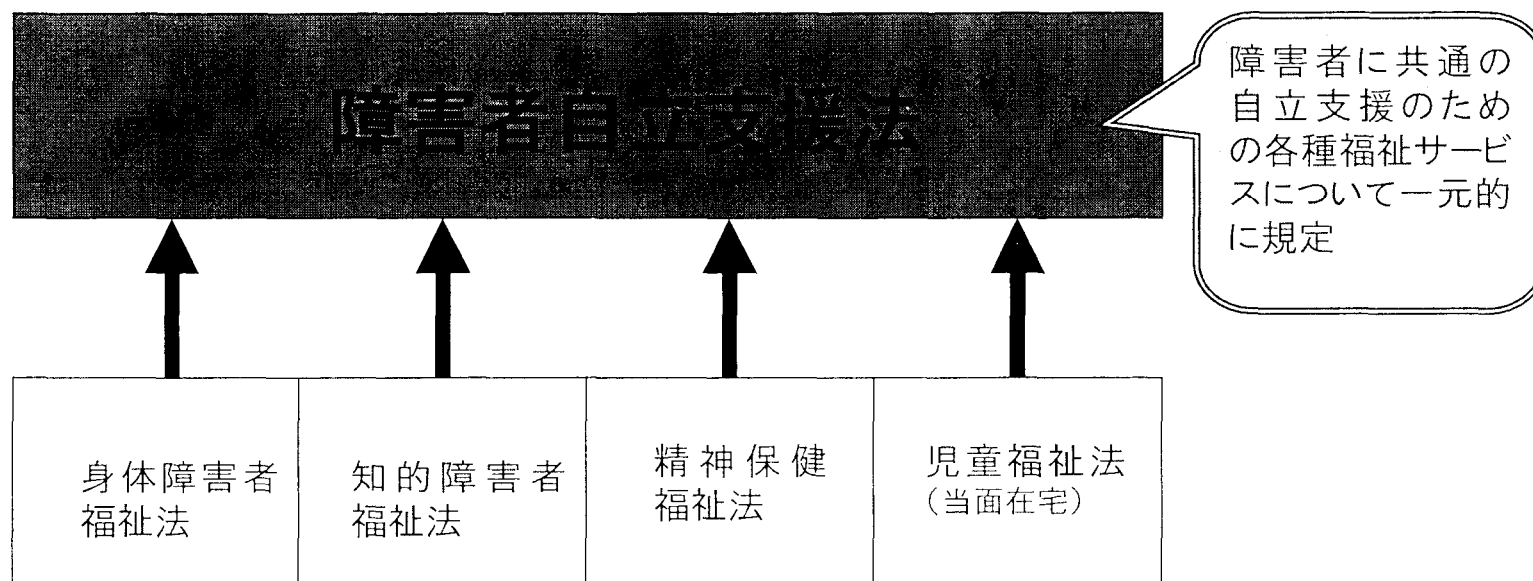 障害者自立支援法
障害者に共通の
自立支援のため
の各種福祉サービ
スについて一元的
に規定
身体障害者
福祉法
知的障害者
福祉法
精神保健
福祉法
児童福祉法
(当面在宅)